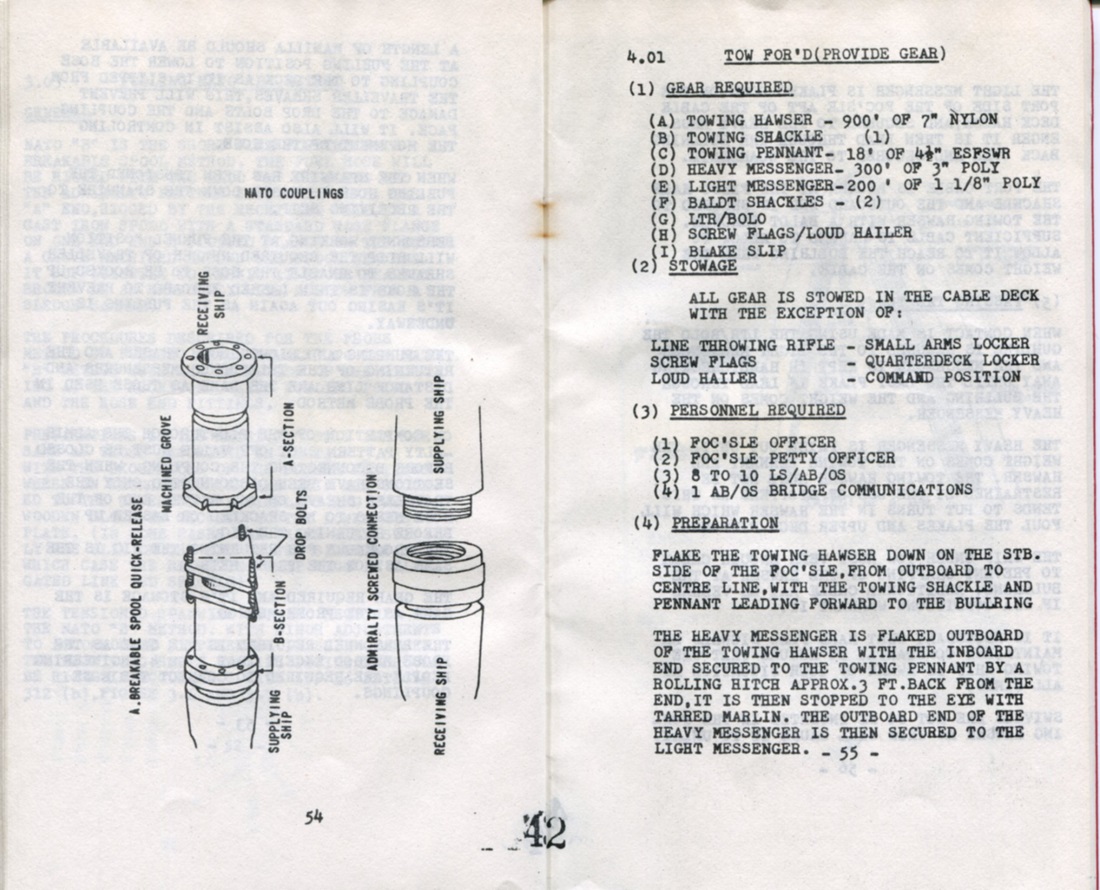 NATO COUPLINGS
RECEIVING
SHIP
MACHINED GROVE
A-SECTION
A.BREAKABLE SPOOL QUICK-RELEASE
DROP BOLTS
B-SECTION
SUPPLYING
SHIP
SUPPLYING SHIP
ADMIRALTY SCREWED CONNECTION
RECEIVING SHIP
54
42
4.01 TOW FOR'D(PROVIDE GEAR)
(1) GEAR REQUIRED
(A) TOWING HAWSER - 900' OF 7" NYLON
(B) TOWING SHACKLE (1)
(C) TOWING PENNANT- 18' OF 4½" ESFSWR
(D) HEAVY MESSENGER- 300' OF 3" POLY
(E) LIGHT MESSENGER-200 ' OF 1 1/8" POLY
(F) BALDT SHACKLES - (2)
(G) LTR/BOLO
(H) SCREW FLAGS/LOUD HAILER
(I) BLAKE SLIP
(2) STOWAGE
ALL GEAR IS STOWED IN THE CABLE DECK
WITH THE EXCEPTION OF:
LINE THROWING RIFLE - SMALL ARMS LOCKER
SCREW FLAGS - QUARTERDECK LOCKER
LOUD HAILER - COMMAND POSITION
(3) PERSONNEL REQUIRED
(1) FOC'SLE OFFICER
(2) FOC'SLE PETTY OFFICER
(3) 8 TO 10 LS/AB/OS
(4) 1 AB/OS BRIDGE COMMUNICATIONS
(4) PREPARATION
FLAKE THE TOWING HAWSER DOWN ON THE STB.
SIDE OF THE FOC'SLE,FROM OUTBOARD TO
CENTRE LINE,WITH THE TOWING SHACKLE AND
PENNANT LEADING FORWARD TO THE BULLRING
THE HEAVY MESSENGER IS FLAKED OUTBOARD
OF THE TOWING HAWSER WITH THE INBOARD
END SECURED TO THE TOWING PENNANT BY A
ROLLING HITCH APPROX.3 FT.BACK FROM THE
END,IT IS THEN STOPPED TO THE EYE WITH
TARRED MARLIN. THE OUTBOARD END OF THE
HEAVY MESSENGER IS THEN SECURED TO THE
LIGHT MESSENGER.
- 55 -